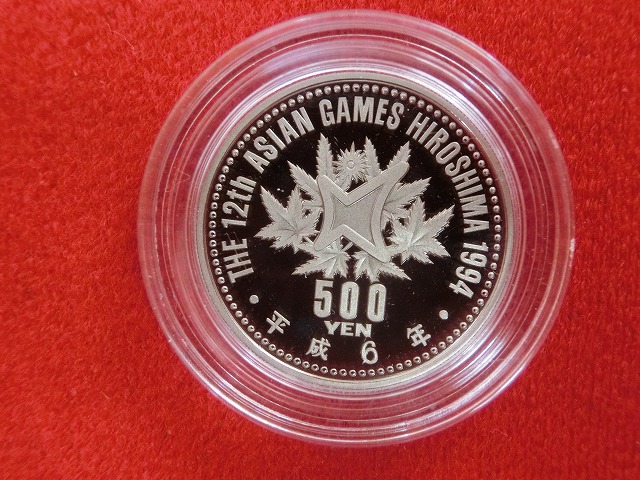 THE 12th ASIAN GAMES HIROSHIMA 1994
500
YEN
・平成6年・